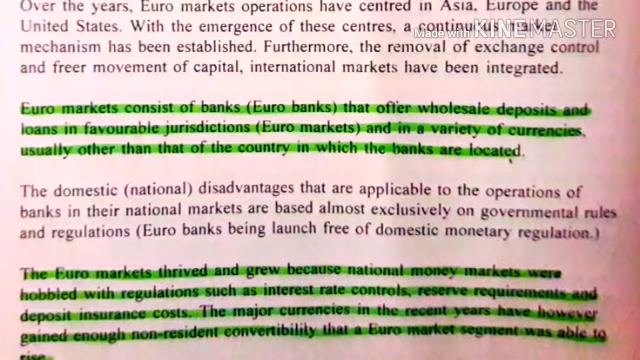 Over the years, Euro markets operations have centred in Asia, Europe and the
United States. With the emergence of these centres, a continuous market
mechanism has been established. Furthermore, the removal of exchange control
and freer movement of capital, international markets have been integrated.
Made with KINEMASTER
Euro markets consist of banks (Euro banks) that offer wholesale deposits and
loans in favourable jurisdictions (Euro markets) and in a variety of currencies,
usually other than that of the country in which the banks are located.
The domestic (national) disadvantages that are applicable to the operations of
banks in their national markets are based almost exclusively on governmental rules
and regulations (Euro banks being launch free of domestic monetary regulation.)
The Euro markets thrived and grew because national money markets were
hobbled with regulations such as interest rate controls, reserve requirements and
deposit insurance costs. The major currencies in the recent years have however
gained enough non-resident convertibility that a Euro market segment was able to
rise.